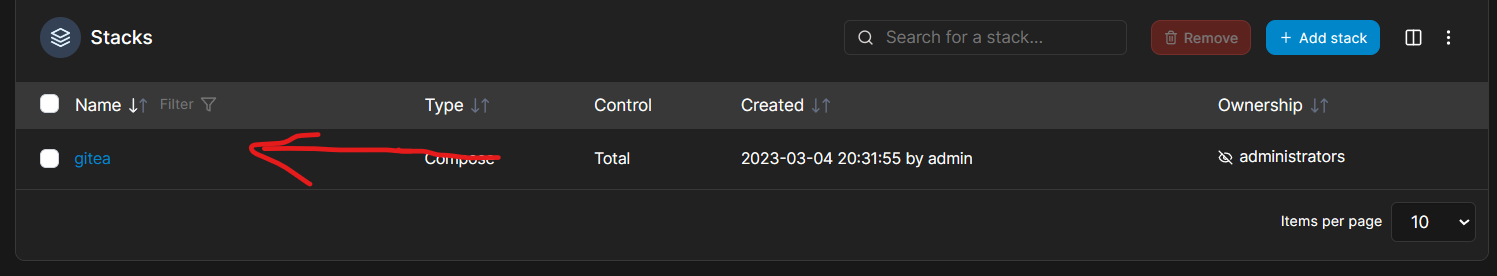 Stacks
Search for a stack...
Remove
+ Add stack
Name Filter Type Control Created Ownership
gitea Compose Total 2023-03-04 20:31:55 by admin administrators
Items per page 10